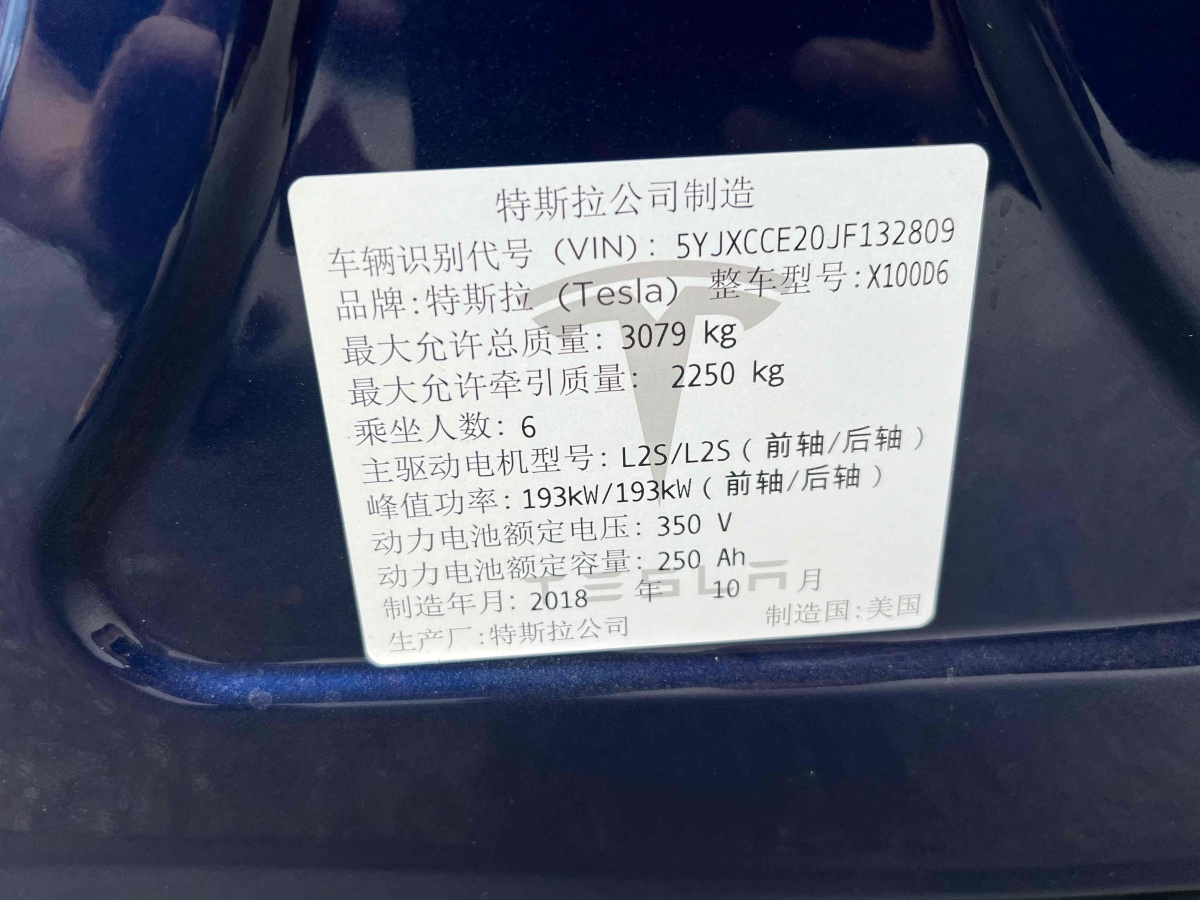 特斯拉公司制造
车辆识别代号 (VIN): 5YJXCCE20JF132809
品牌:特斯拉 (Tesla) 整车型号:X100D6
最大允许总质量: 3079 kg
最大允许牵引质量: 2250 kg
乘坐人数: 6
主驱动电机型号: L2S/L2S (前轴/后轴)
峰值功率: 193kW/193kW (前轴/后轴)
动力电池额定电压: 350 V
动力电池额定容量: 250 Ah
TESLA
制造年月: 2018 年 10 月
生产厂:特斯拉公司 制造国:美国